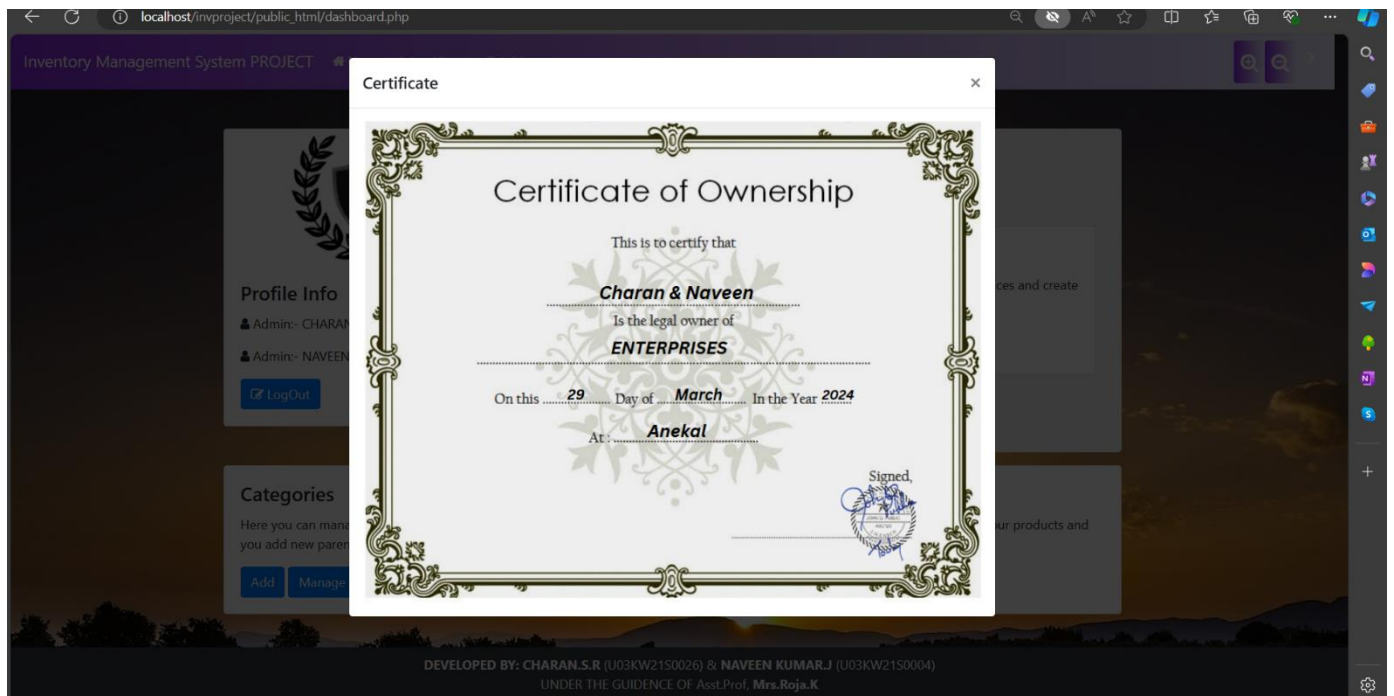 localhost/invproject/public_html/dashboard.php
Inventory Management System PROJECT
Certificate
×
Certificate of Ownership
This is to certify that
Charan & Naveen
Is the legal owner of
ENTERPRISES
On this 29 Day of March In the Year 2024
At : Anekal
Signed,
Profile Info
Admin:- CHARAN
Admin:- NAVEEN
LogOut
ces and create
Categories
Here you can mana
you add new paren
Add Manage
ur products and
DEVELOPED BY: CHARAN.S.R (U03KW21S0026) & NAVEEN KUMAR.J (U03KW21S0004)
UNDER THE GUIDENCE OF Asst.Prof, Mrs.Roja.K